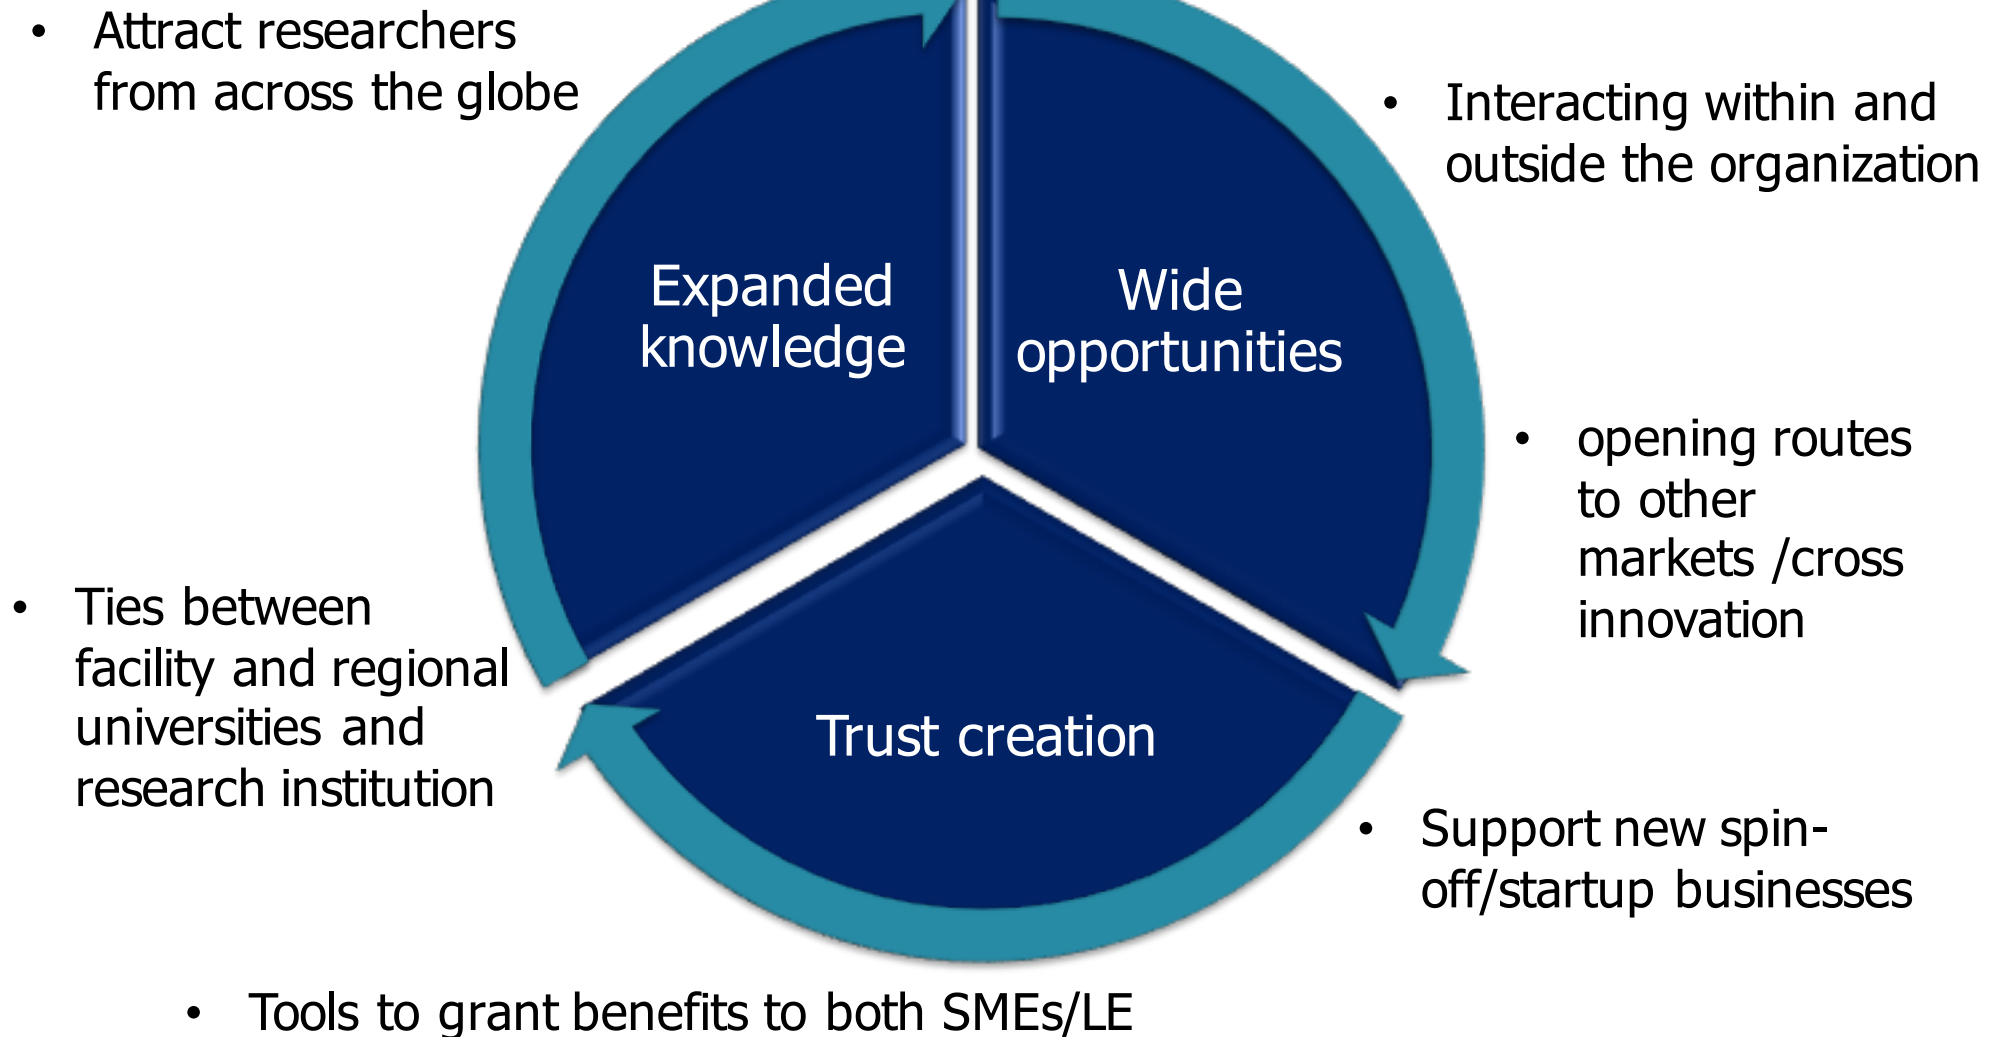 • Attract researchers
from across the globe
• Interacting within and
outside the organization
Expanded
knowledge
Wide
opportunities
• opening routes
to other
markets /cross
innovation
• Ties between
facility and regional
universities and
research institution
Trust creation
• Support new spin-
off/startup businesses
• Tools to grant benefits to both SMEs/LE